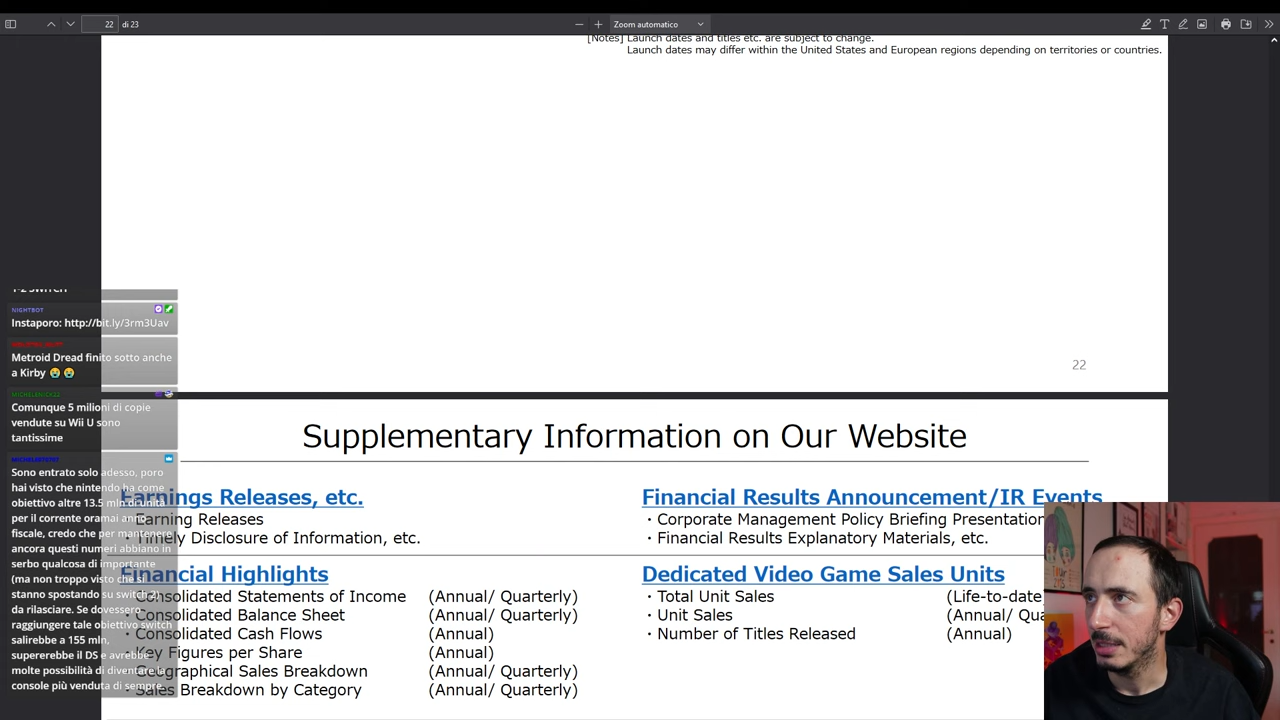 22 di 23
Zoom automatico
[Notes] Launch dates and titles etc. are subject to change.
Launch dates may differ within the United States and European regions depending on territories or countries.
22
NIGHTBOT
Instaporo: http://bit.ly/3rm3Uav
Metroid Dread finito sotto anche
a Kirby 😭 😭
Comunque 5 milioni di copie
vendute su Wii U sono
tantissime
Sono entrato solo adesso, poro
hai visto che nintendo ha come
obiettivo altre 13.5 mln di unità
per il corrente oramai anno
fiscale, credo che per mantenere
ancora questi numeri abbiano in
serbo qualcosa di importante
(ma non troppo visto che si
stanno spostando su switch 2)
da rilasciare. Se dovessero
raggiungere tale obiettivo switch
salirebbe a 155 mln,
supererebbe il DS e avrebbe
molte possibilità di diventare la
console più venduta di sempre.
Supplementary Information on Our Website
Earnings Releases, etc.
Earning Releases
Timely Disclosure of Information, etc.
Financial Results Announcement/IR Events
・Corporate Management Policy Briefing Presentation
・Financial Results Explanatory Materials, etc.
Financial Highlights
Consolidated Statements of Income (Annual/ Quarterly)
Consolidated Balance Sheet (Annual/ Quarterly)
Consolidated Cash Flows (Annual)
Key Figures per Share (Annual)
Geographical Sales Breakdown (Annual/ Quarterly)
Sales Breakdown by Category (Annual/ Quarterly)
Dedicated Video Game Sales Units
・Total Unit Sales (Life-to-date
・Unit Sales (Annual/ Qua
・Number of Titles Released (Annual)